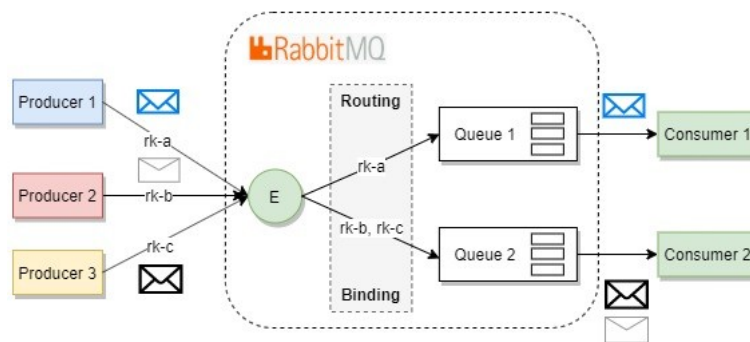 RabbitMQ
Producer 1
rk-a
Producer 2
rk-b
Producer 3
rk-c
E
Routing
rk-a
rk-b, rk-c
Binding
Queue 1
Queue 2
Consumer 1
Consumer 2